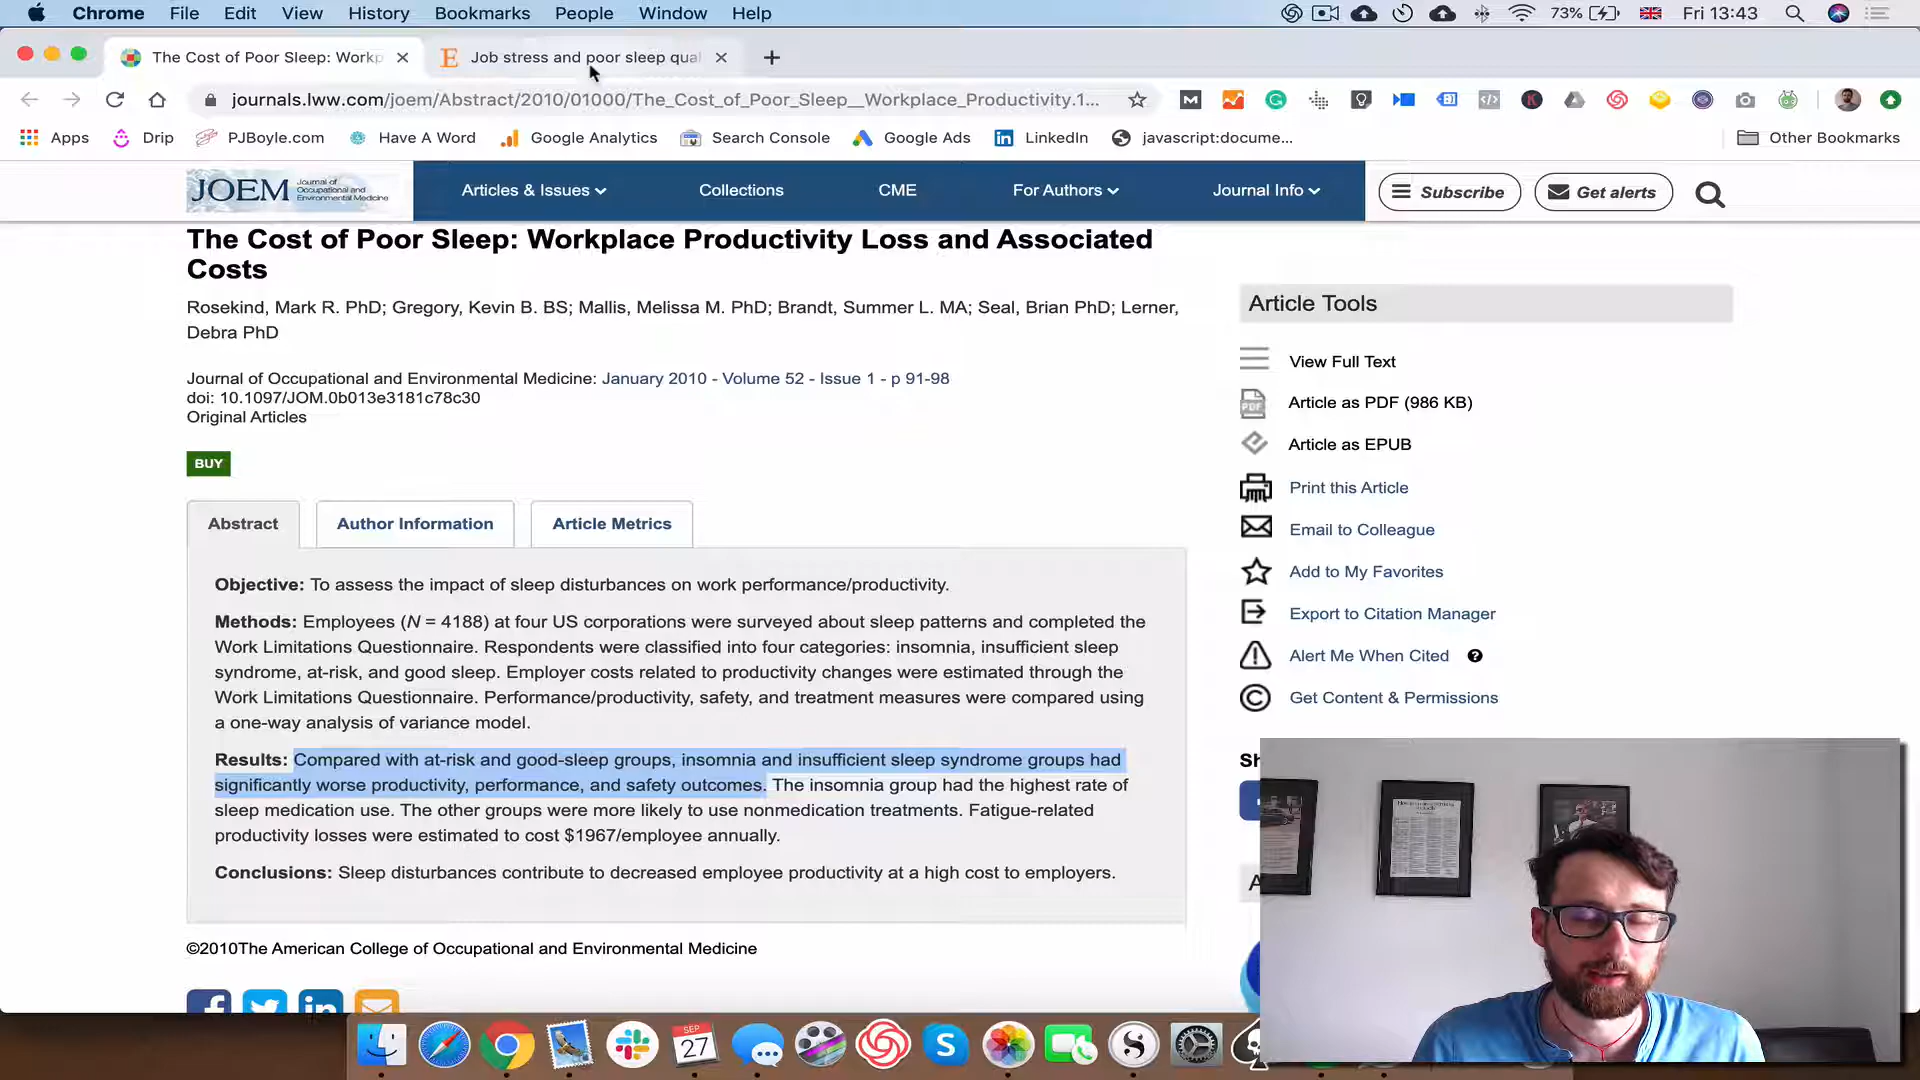 Chrome File Edit View History Bookmarks People Window Help 73% Fri 13:43
The Cost of Poor Sleep: Workp
Job stress and poor sleep qual
journals.lww.com/joem/Abstract/2010/01000/The_Cost_of_Poor_Sleep__Workplace_Productivity.1...
Apps Drip PJBoyle.com Have A Word Google Analytics Search Console Google Ads LinkedIn javascript:docume... Other Bookmarks
JOEM Journal of
Occupational and
Environmental Medicine
Articles & Issues Collections CME For Authors Journal Info Subscribe Get alerts
The Cost of Poor Sleep: Workplace Productivity Loss and Associated
Costs
Rosekind, Mark R. PhD; Gregory, Kevin B. BS; Mallis, Melissa M. PhD; Brandt, Summer L. MA; Seal, Brian PhD; Lerner,
Debra PhD
Journal of Occupational and Environmental Medicine: January 2010 - Volume 52 - Issue 1 - p 91-98
doi: 10.1097/JOM.0b013e3181c78c30
Original Articles
BUY
Abstract Author Information Article Metrics
Objective: To assess the impact of sleep disturbances on work performance/productivity.
Methods: Employees (N = 4188) at four US corporations were surveyed about sleep patterns and completed the
Work Limitations Questionnaire. Respondents were classified into four categories: insomnia, insufficient sleep
syndrome, at-risk, and good sleep. Employer costs related to productivity changes were estimated through the
Work Limitations Questionnaire. Performance/productivity, safety, and treatment measures were compared using
a one-way analysis of variance model.
Results: Compared with at-risk and good-sleep groups, insomnia and insufficient sleep syndrome groups had
significantly worse productivity, performance, and safety outcomes. The insomnia group had the highest rate of
sleep medication use. The other groups were more likely to use nonmedication treatments. Fatigue-related
productivity losses were estimated to cost $1967/employee annually.
Conclusions: Sleep disturbances contribute to decreased employee productivity at a high cost to employers.
©2010The American College of Occupational and Environmental Medicine
Article Tools
View Full Text
PDF Article as PDF (986 KB)
Article as EPUB
Print this Article
Email to Colleague
Add to My Favorites
Export to Citation Manager
Alert Me When Cited ?
Get Content & Permissions
Sh
A
SEP
27